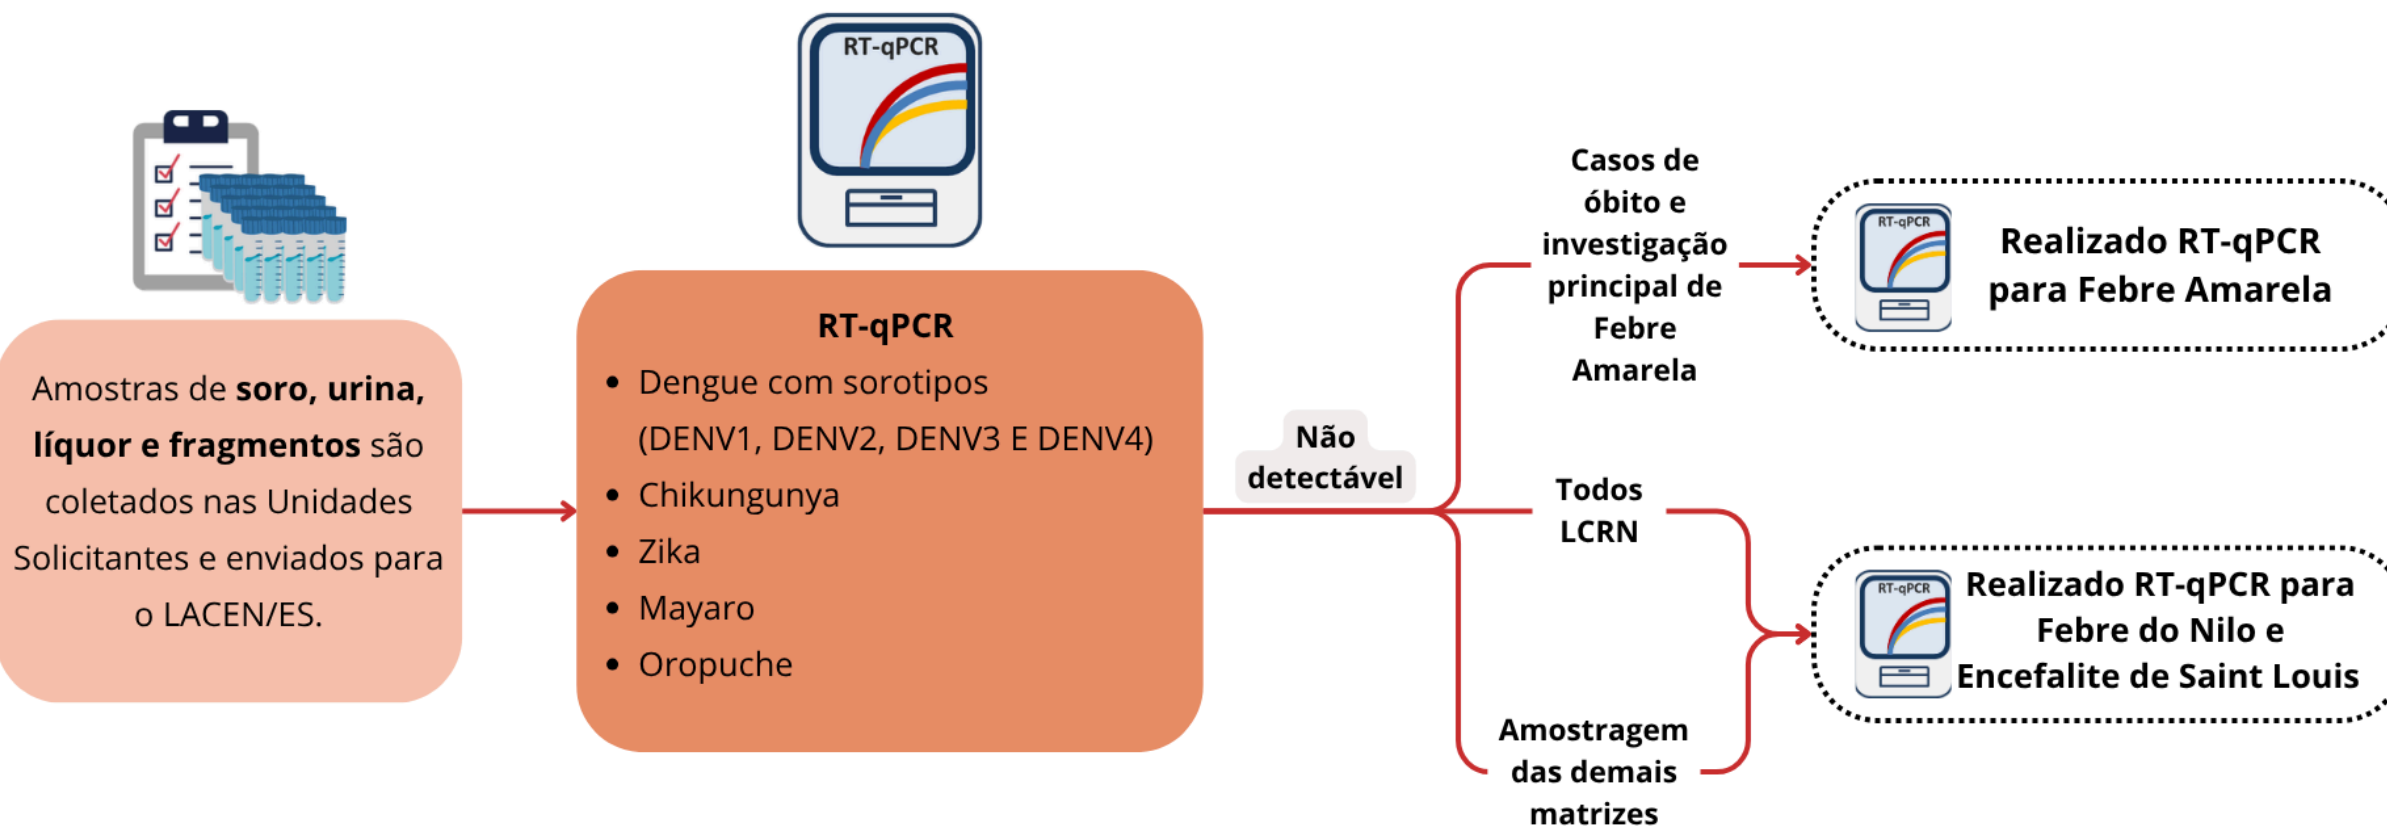 RT-qPCR
Amostras de soro, urina,
líquor e fragmentos são
coletados nas Unidades
Solicitantes e enviados para
o LACEN/ES.
RT-qPCR
• Dengue com sorotipos
(DENV1, DENV2, DENV3 E DENV4)
• Chikungunya
• Zika
• Mayaro
• Oropuche
Não
detectável
Casos de
óbito e
investigação
principal de
Febre
Amarela
RT-qPCR
Realizado RT-qPCR
para Febre Amarela
Todos
LCRN
Amostragem
das demais
matrizes
RT-qPCR
Realizado RT-qPCR para
Febre do Nilo e
Encefalite de Saint Louis